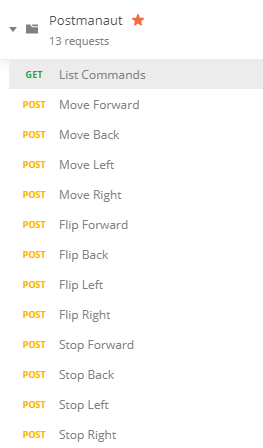 Postmanaut
13 requests
GET List Commands
POST Move Forward
POST Move Back
POST Move Left
POST Move Right
POST Flip Forward
POST Flip Back
POST Flip Left
POST Flip Right
POST Stop Forward
POST Stop Back
POST Stop Left
POST Stop Right